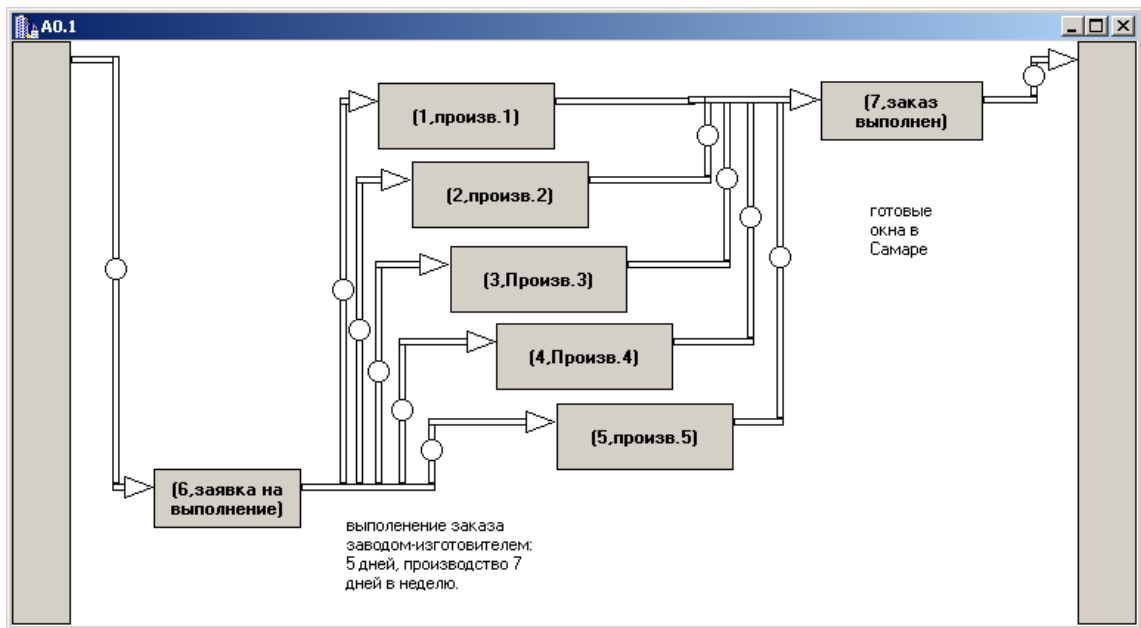 A0.1
(1,произв.1)
(7,заказ
выполнен)
(2,произв.2)
готовые
окна в
Самаре
(3,Произв.3)
(4,Произв.4)
(5,произв.5)
(6,заявка на
выполнение)
выполенение заказа
заводом-изготовителем:
5 дней, производство 7
дней в неделю.